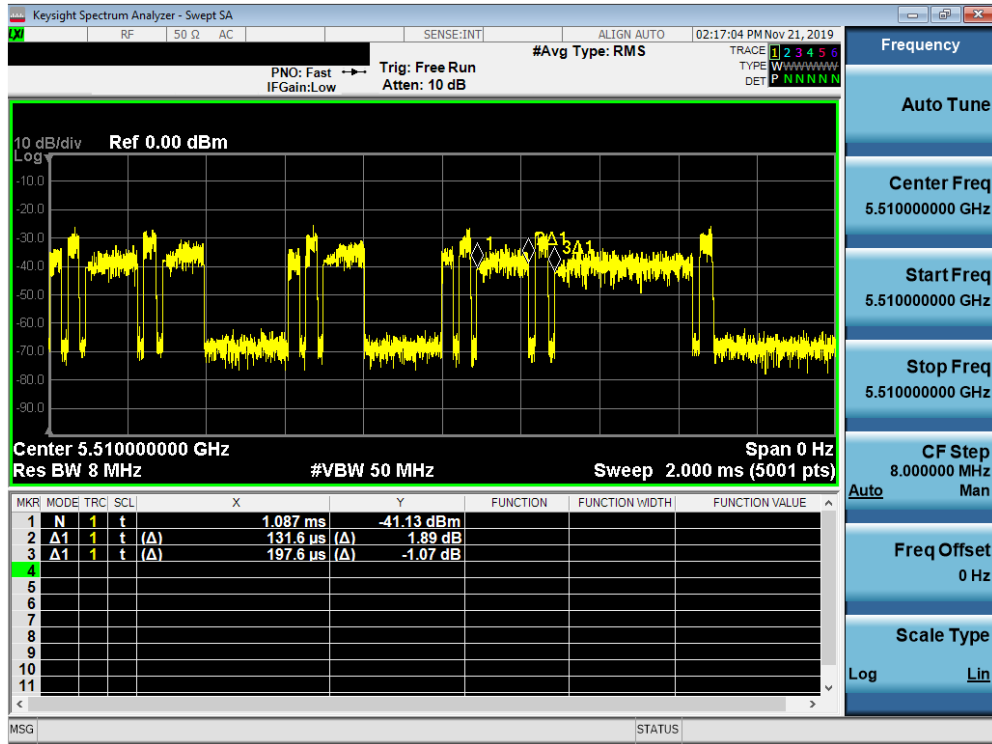 Keysight Spectrum Analyzer - Swept SA
LXI RF 50 Ω AC SENSE:INT ALIGN AUTO 02:17:04 PM Nov 21, 2019
#Avg Type: RMS
TRACE 1 2 3 4 5 6
TYPE WWWWWW
DET P N N N N N
PNO: Fast
IFGain:Low
Trig: Free Run
Atten: 10 dB
10 dB/div Ref 0.00 dBm
Log
-10.0
-20.0
-30.0
-40.0
-50.0
-60.0
-70.0
-80.0
-90.0
1
2Δ1
3Δ1
Center 5.510000000 GHz Span 0 Hz
Res BW 8 MHz #VBW 50 MHz Sweep 2.000 ms (5001 pts)
MKR MODE TRC SCL X Y FUNCTION FUNCTION WIDTH FUNCTION VALUE
1 N 1 t 1.087 ms -41.13 dBm
2 Δ1 1 t (Δ) 131.6 µs (Δ) 1.89 dB
3 Δ1 1 t (Δ) 197.6 µs (Δ) -1.07 dB
4
5
6
7
8
9
10
11
MSG STATUS
Frequency
Auto Tune
Center Freq
5.510000000 GHz
Start Freq
5.510000000 GHz
Stop Freq
5.510000000 GHz
CF Step
8.000000 MHz
Auto Man
Freq Offset
0 Hz
Scale Type
Log Lin